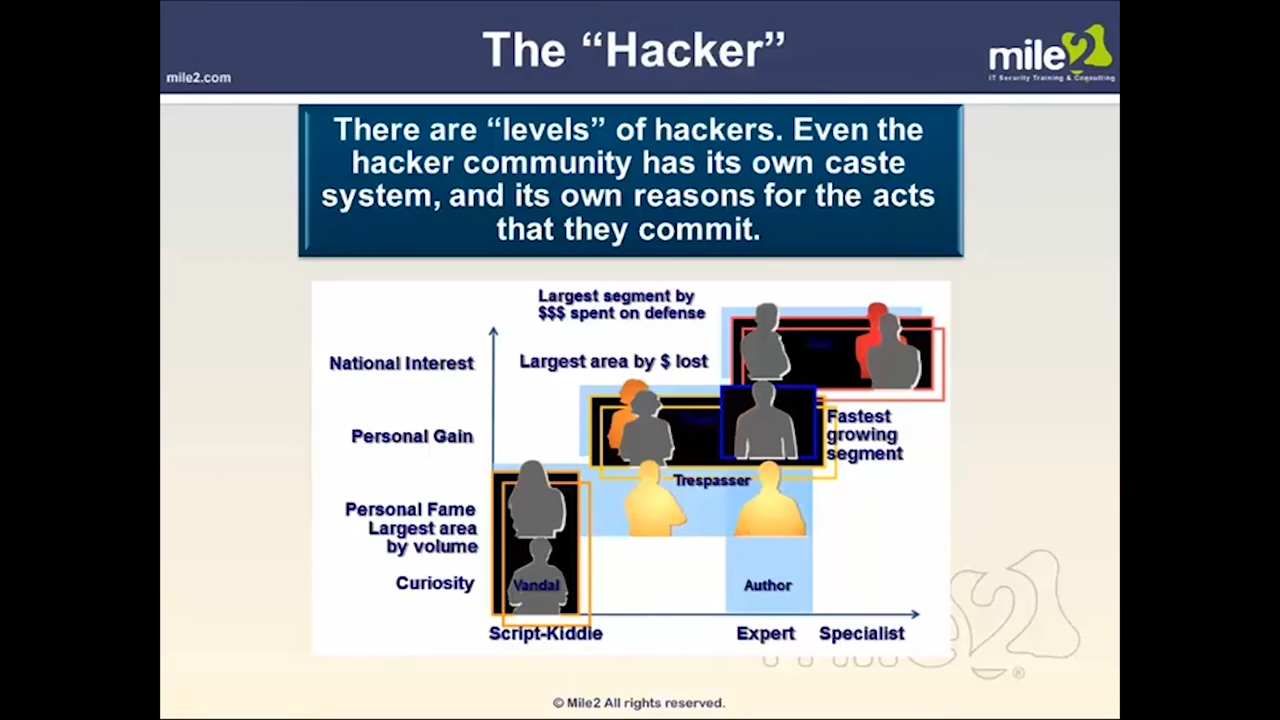 The “Hacker”
mile2.com
mile2
IT Security Training & Consulting
There are “levels” of hackers. Even the
hacker community has its own caste
system, and its own reasons for the acts
that they commit.
Largest segment by
$$$ spent on defense
National Interest
Largest area by $ lost
Personal Gain
Fastest
growing
segment
Trespasser
Personal Fame
Largest area
by volume
Curiosity
Vandal
Author
Script-Kiddie
Expert
Specialist
© Mile2 All rights reserved.